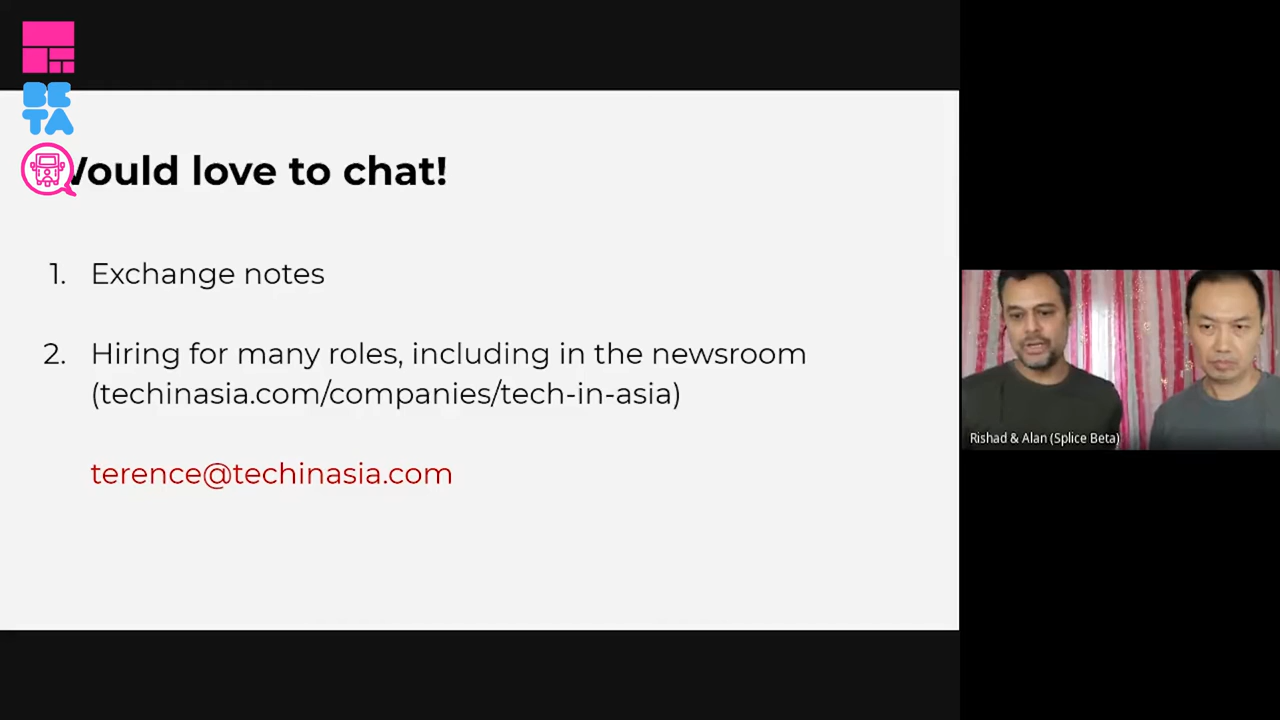 BE
TA
Would love to chat!
1. Exchange notes
2. Hiring for many roles, including in the newsroom
(techinasia.com/companies/tech-in-asia)
terence@techinasia.com
Rishad & Alan (Splice Beta)